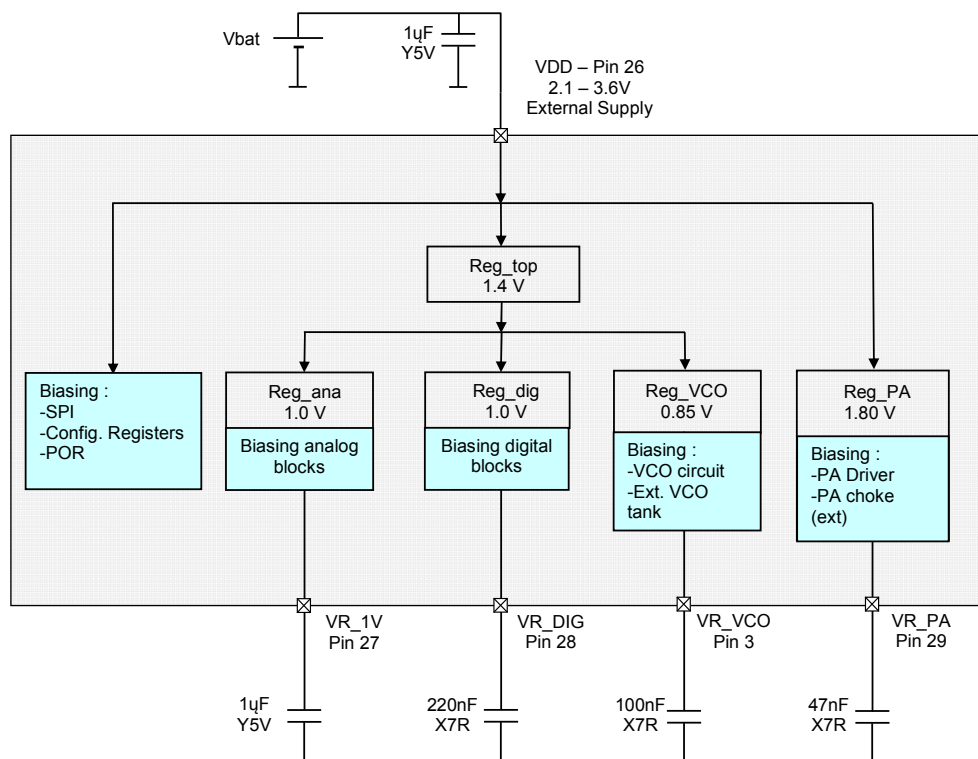 Vbat
1ųF
Y5V
VDD – Pin 26
2.1 – 3.6V
External Supply
Reg_top
1.4 V
Biasing :
-SPI
-Config. Registers
-POR
Reg_ana
1.0 V
Biasing analog
blocks
Reg_dig
1.0 V
Biasing digital
blocks
Reg_VCO
0.85 V
Biasing :
-VCO circuit
-Ext. VCO
tank
Reg_PA
1.80 V
Biasing :
-PA Driver
-PA choke
(ext)
VR_1V
Pin 27
VR_DIG
Pin 28
VR_VCO
Pin 3
VR_PA
Pin 29
1ųF
Y5V
220nF
X7R
100nF
X7R
47nF
X7R